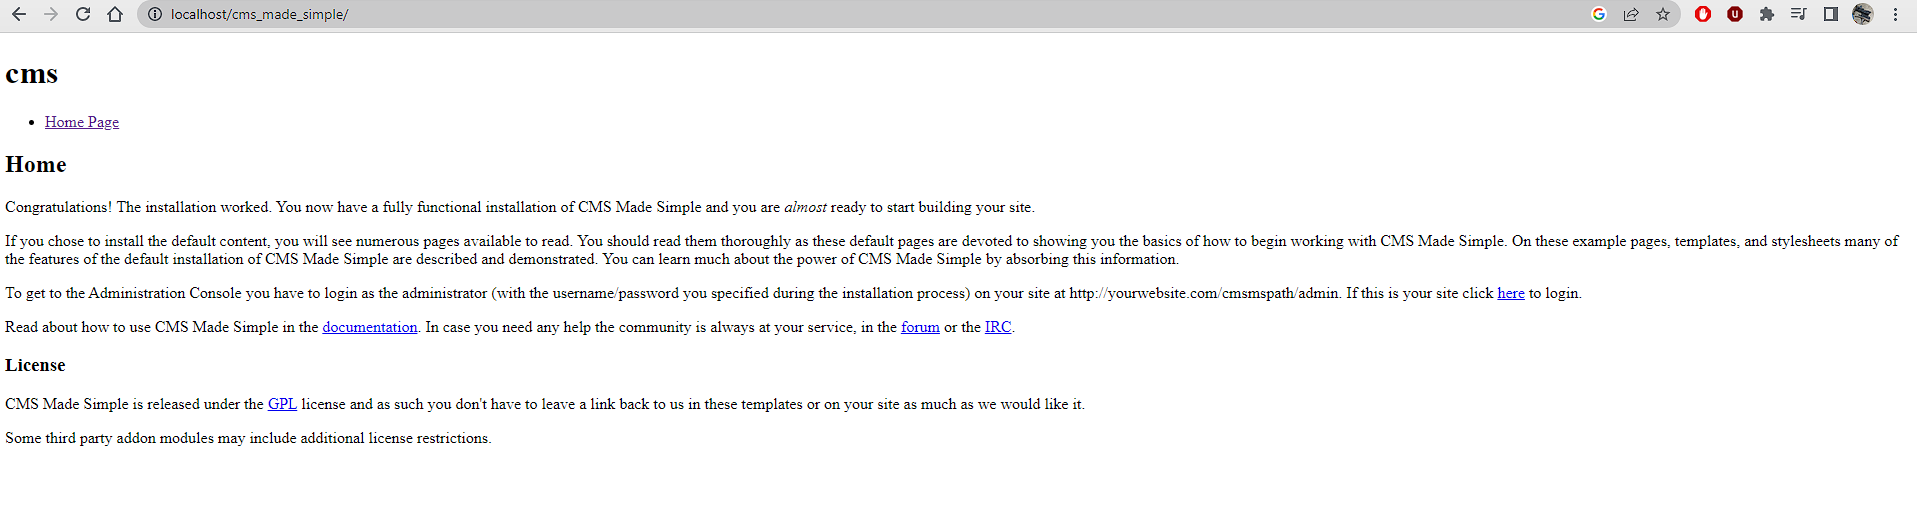 localhost/cms_made_simple/
cms
Home Page
Home
Congratulations! The installation worked. You now have a fully functional installation of CMS Made Simple and you are almost ready to start building your site.
If you chose to install the default content, you will see numerous pages available to read. You should read them thoroughly as these default pages are devoted to showing you the basics of how to begin working with CMS Made Simple. On these example pages, templates, and stylesheets many of
the features of the default installation of CMS Made Simple are described and demonstrated. You can learn much about the power of CMS Made Simple by absorbing this information.
To get to the Administration Console you have to login as the administrator (with the username/password you specified during the installation process) on your site at http://yourwebsite.com/cmsmspath/admin. If this is your site click here to login.
Read about how to use CMS Made Simple in the documentation. In case you need any help the community is always at your service, in the forum or the IRC.
License
CMS Made Simple is released under the GPL license and as such you don't have to leave a link back to us in these templates or on your site as much as we would like it.
Some third party addon modules may include additional license restrictions.